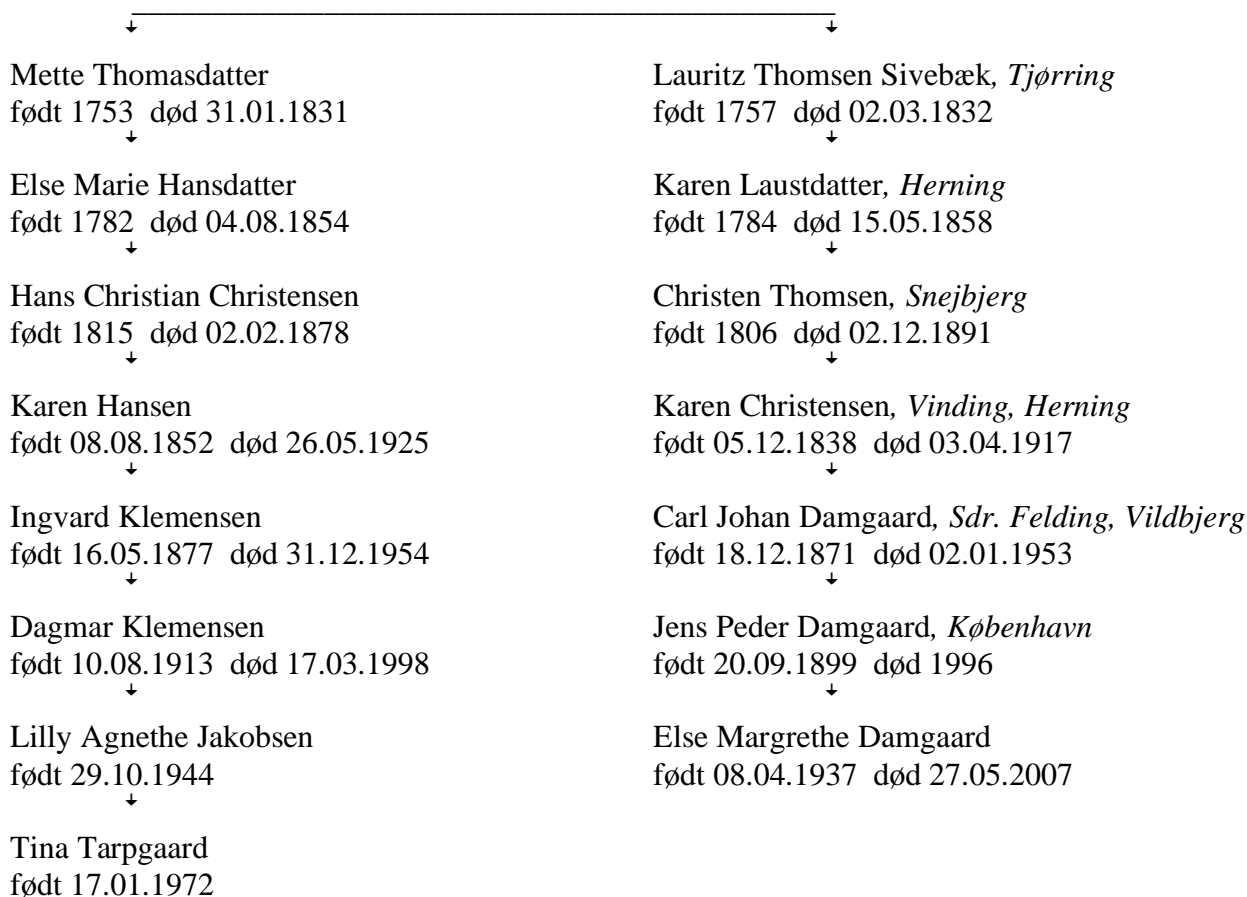 Mette Thomasdatter
født 1753 død 31.01.1831
Else Marie Hansdatter
født 1782 død 04.08.1854
Hans Christian Christensen
født 1815 død 02.02.1878
Karen Hansen
født 08.08.1852 død 26.05.1925
Ingvard Klemensen
født 16.05.1877 død 31.12.1954
Dagmar Klemensen
født 10.08.1913 død 17.03.1998
Lilly Agnethe Jakobsen
født 29.10.1944
Tina Tarpgaard
født 17.01.1972
Lauritz Thomsen Sivebæk, Tjørring
født 1757 død 02.03.1832
Karen Laustdatter, Herning
født 1784 død 15.05.1858
Christen Thomsen, Snejbjerg
født 1806 død 02.12.1891
Karen Christensen, Vinding, Herning
født 05.12.1838 død 03.04.1917
Carl Johan Damgaard, Sdr. Felding, Vildbjerg
født 18.12.1871 død 02.01.1953
Jens Peder Damgaard, København
født 20.09.1899 død 1996
Else Margrethe Damgaard
født 08.04.1937 død 27.05.2007